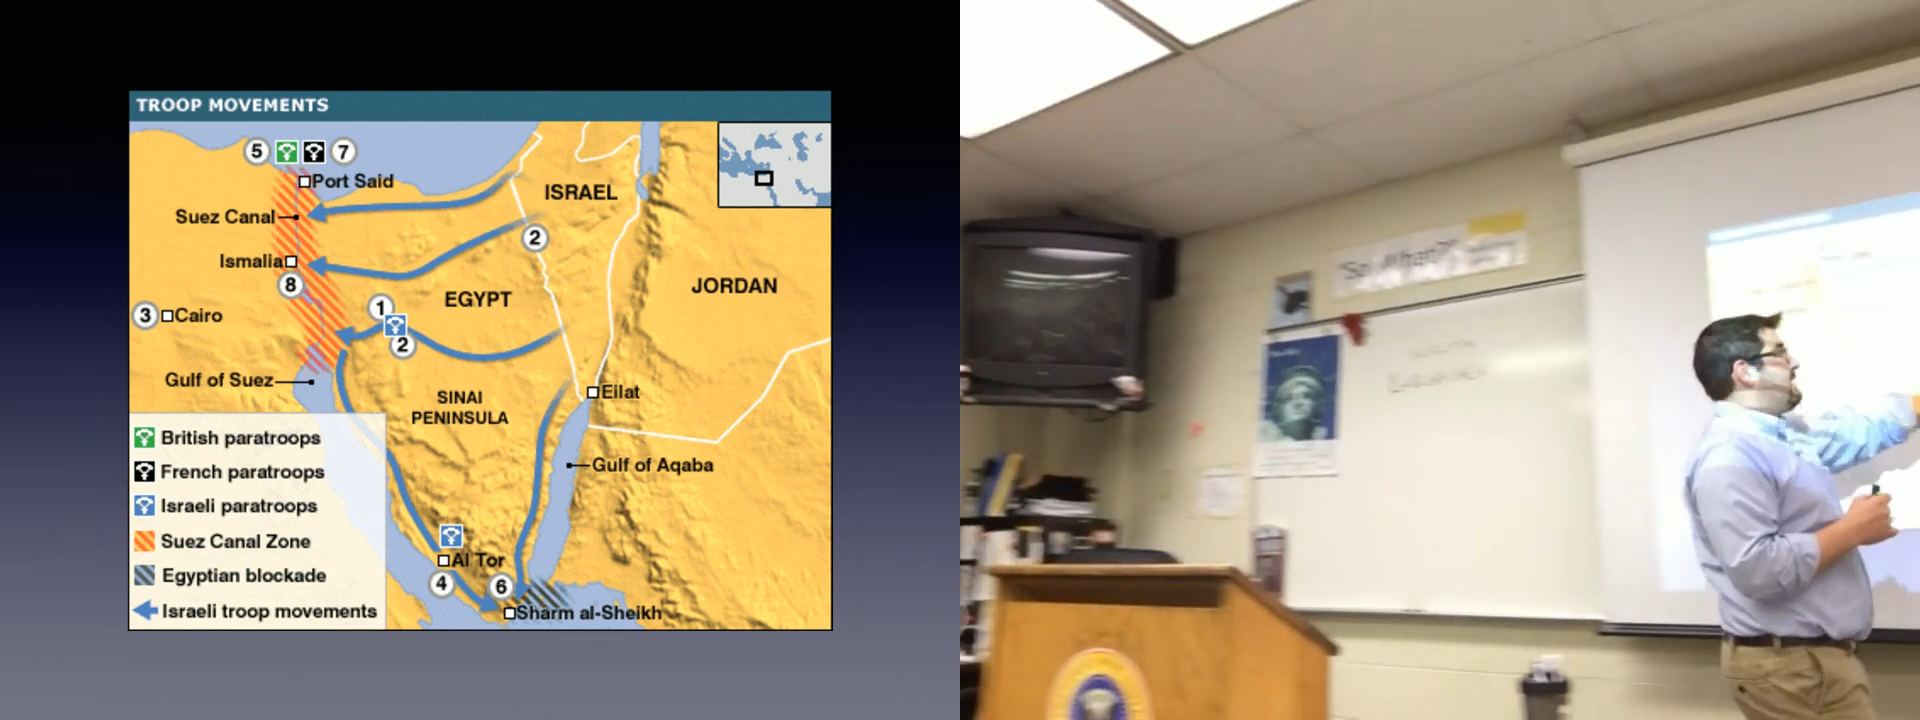 TROOP MOVEMENTS
5
7
Port Said
ISRAEL
Suez Canal
2
Ismalia
8
EGYPT
JORDAN
3
Cairo
1
2
Gulf of Suez
Eilat
SINAI
PENINSULA
British paratroops
French paratroops
Gulf of Aqaba
Israeli paratroops
Suez Canal Zone
Al Tor
Egyptian blockade
4
6
Israeli troop movements
Sharm al-Sheikh
"So What?"